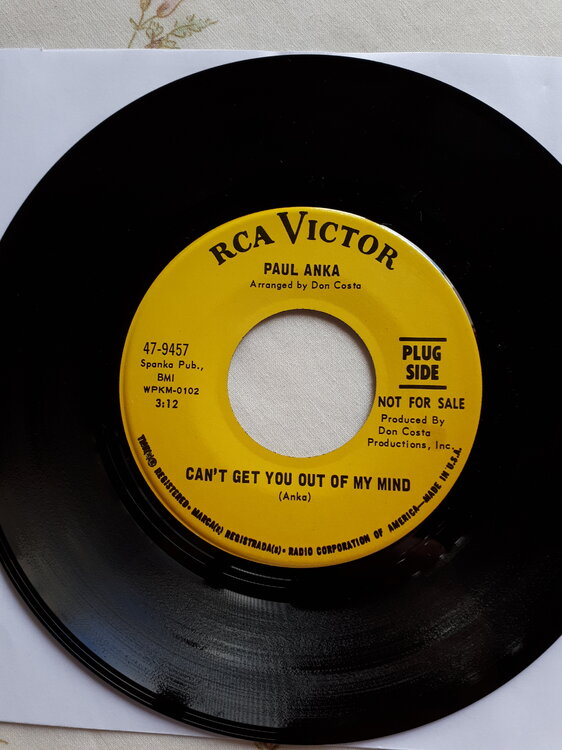 RCA VICTOR
PAUL ANKA
Arranged by Don Costa
47-9457
Spanka Pub.,
BMI
WPKM-0102
3:12
PLUG
SIDE
NOT FOR SALE
Produced By
Don Costa
Productions, Inc.
CAN'T GET YOU OUT OF MY MIND
(Anka)
TMK(s) ® REGISTERED • MARCA(s) REGISTRADA(s) • RADIO CORPORATION OF AMERICA—MADE IN U.S.A.